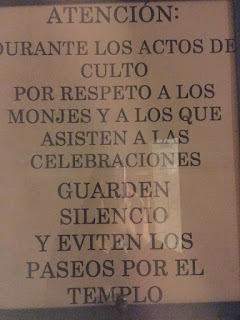 ATENCIÓN:
DURANTE LOS ACTOS DE
CULTO
POR RESPETO A LOS
MONJES Y A LOS QUE
ASISTEN A LAS
CELEBRACIONES
GUARDEN
SILENCIO
Y EVITEN LOS
PASEOS POR EL
TEMPLO